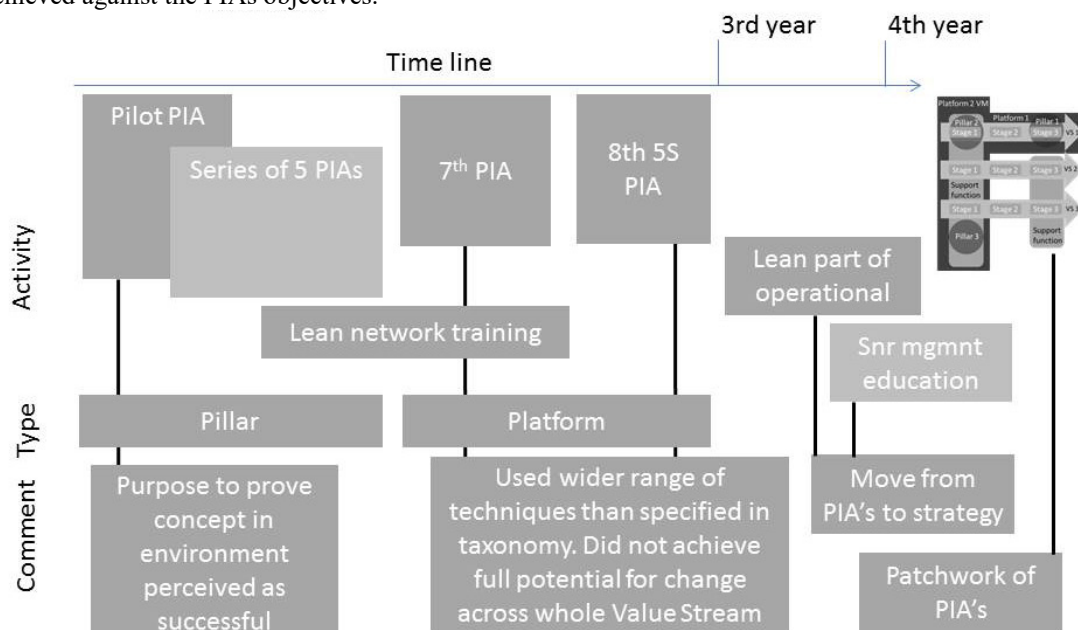 achieved against the PIAs objectives.
3rd year
4th year
Time line
Pilot PIA
Series of 5 PIAs
7th PIA
8th 5S
PIA
Platform 2 VM
Pillar 2
Platform 1
Pillar 1
Stage 1
Stage 2
Stage 3
VS 1
Stage 1
Stage 2
Stage 3
VS 2
Support
function
Stage 1
Stage 2
Stage 3
VS 3
Pillar 3
Support
function
Activity
Lean part of
operational
Lean network training
Snr mgmnt
education
Type
Pillar
Platform
Comment
Purpose to prove
concept in
environment
perceived as
successful
Used wider range of
techniques than specified in
taxonomy. Did not achieve
full potential for change
across whole Value Stream
Move from
PIA's to strategy
Patchwork of
PIA's